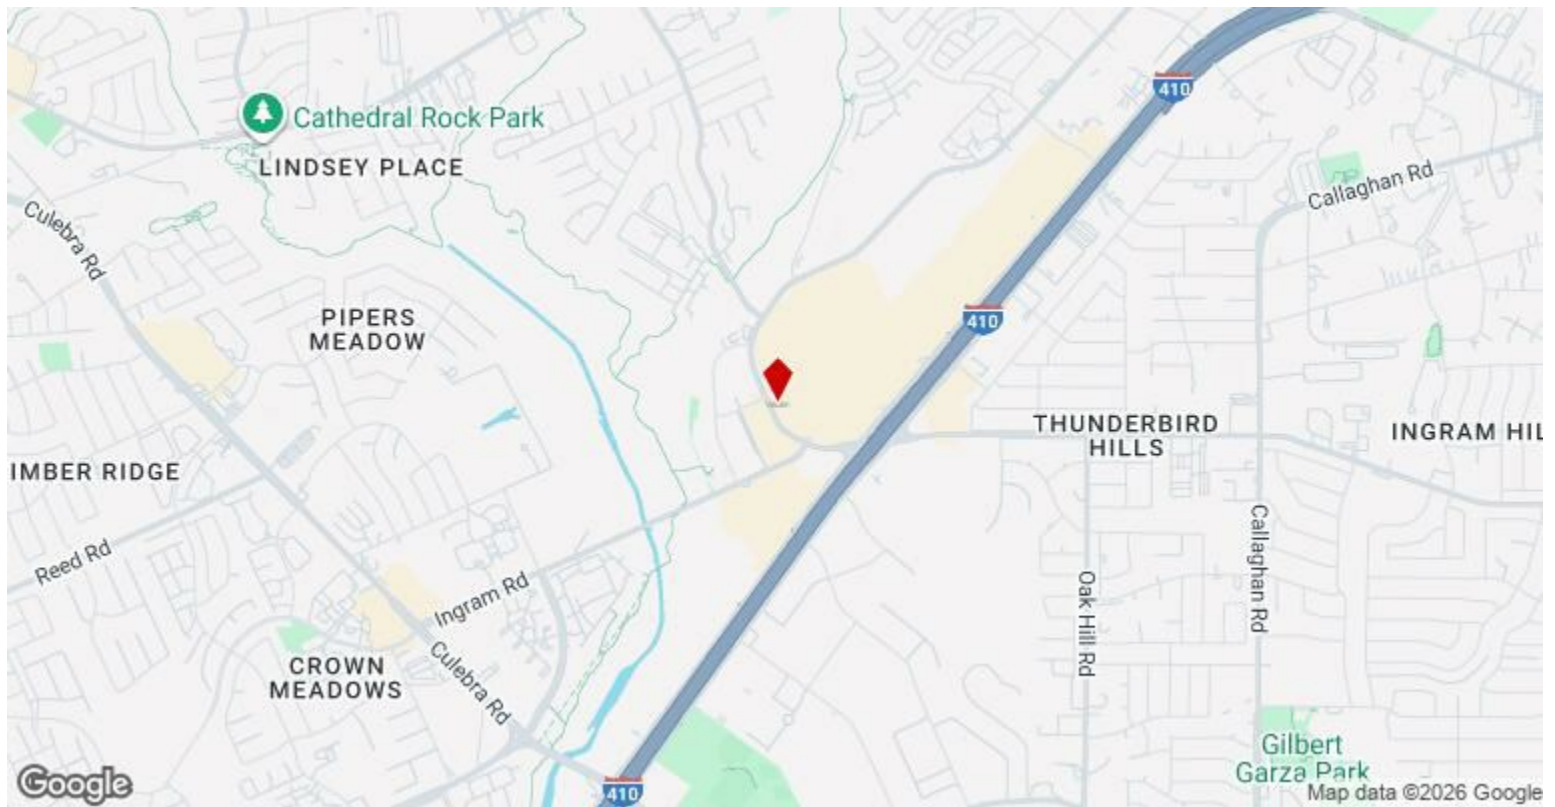 410
Cathedral Rock Park
LINDSEY PLACE
Callaghan Rd
Culebra Rd
PIPERS
MEADOW
410
THUNDERBIRD
HILLS
INGRAM HIL
IMBER RIDGE
Reed Rd
Ingram Rd
Oak Hill Rd
Callaghan Rd
CROWN
MEADOWS
Culebra Rd
Gilbert
Garza Park
Google
410
Map data ©2026 Google